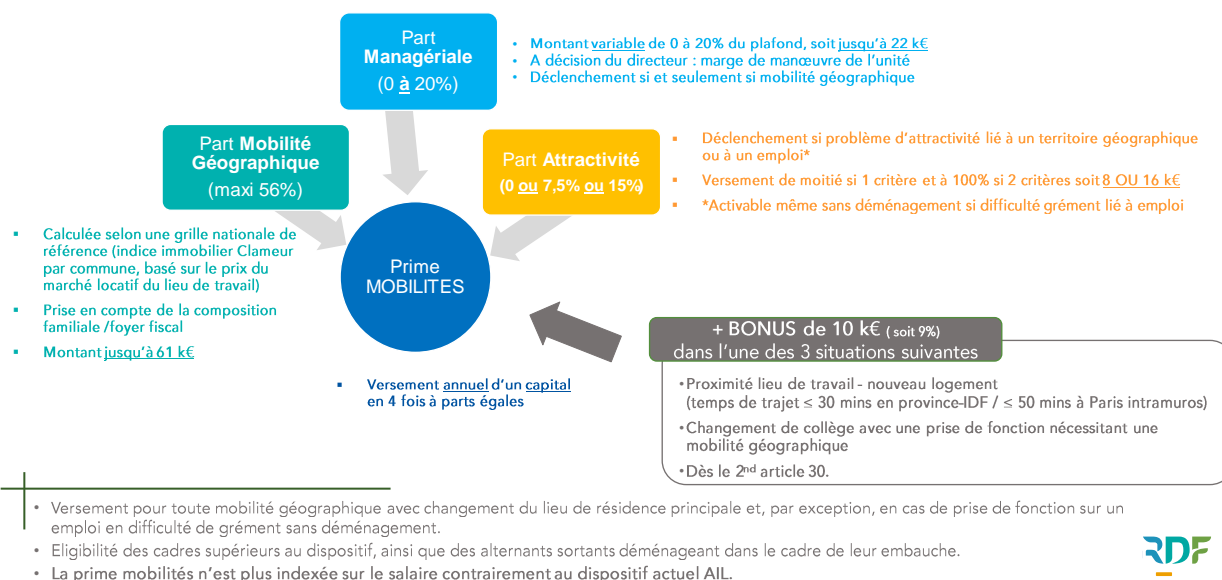 Part
Managériale
(0 à 20%)
• Montant variable de 0 à 20% du plafond, soit jusqu'à 22 k€
• A décision du directeur : marge de manœuvre de l'unité
• Déclenchement si et seulement si mobilité géographique
Part Mobilité
Géographique
(maxi 56%)
Part Attractivité
(0 ou 7,5% ou 15%)
▪ Déclenchement si problème d'attractivité lié à un territoire géographique
ou à un emploi*
▪ Versement de moitié si 1 critère et à 100% si 2 critères soit 8 OU 16 k€
▪ *Activable même sans déménagement si difficulté grément lié à emploi
▪ Calculée selon une grille nationale de
référence (indice immobilier Clameur
par commune, basé sur le prix du
marché locatif du lieu de travail)
▪ Prise en compte de la composition
familiale /foyer fiscal
▪ Montant jusqu'à 61 k€
Prime
MOBILITES
▪ Versement annuel d'un capital
en 4 fois à parts égales
+ BONUS de 10 k€ ( soit 9%)
dans l'une des 3 situations suivantes
•Proximité lieu de travail - nouveau logement
(temps de trajet ≤ 30 mins en province-IDF / ≤ 50 mins à Paris intramuros)
•Changement de collège avec une prise de fonction nécessitant une
mobilité géographique
•Dès le 2nd article 30.
• Versement pour toute mobilité géographique avec changement du lieu de résidence principale et, par exception, en cas de prise de fonction sur un
emploi en difficulté de grément sans déménagement.
• Eligibilité des cadres supérieurs au dispositif, ainsi que des alternants sortants déménageant dans le cadre de leur embauche.
• La prime mobilités n'est plus indexée sur le salaire contrairement au dispositif actuel AIL.
RDF